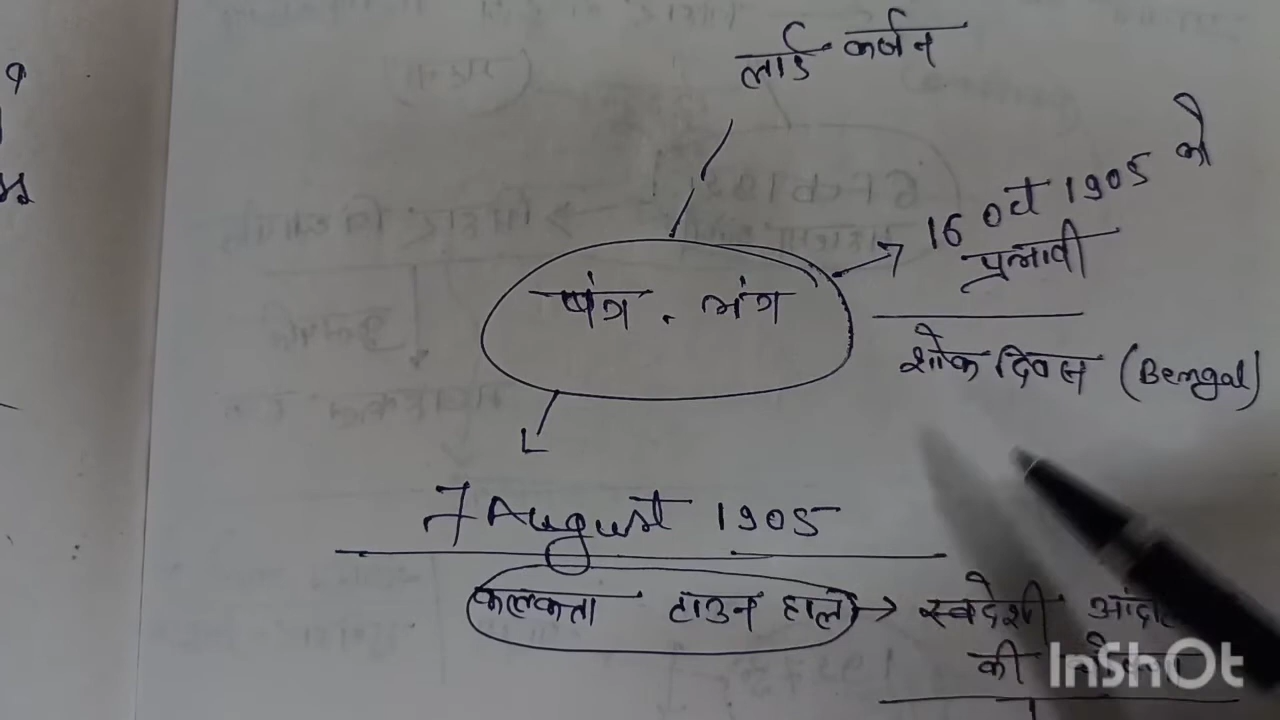 लार्ड कर्जन
16 Oct 1905 को
प्रभावी
बंग. भंग
शोक दिवस (Bengal)
7 August 1905
कलकत्ता टाउन हाल → स्वदेशी
की
InShOt